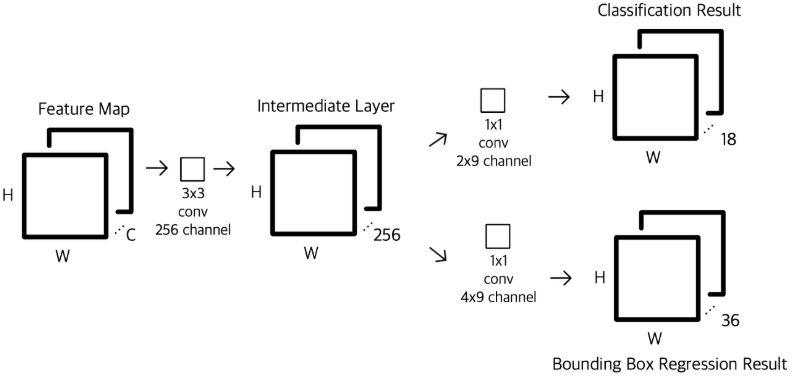 Classification Result
H
W
18
Feature Map
H
W
C
3x3
conv
256 channel
Intermediate Layer
H
W
256
1x1
conv
2x9 channel
1x1
conv
4x9 channel
H
W
36
Bounding Box Regression Result